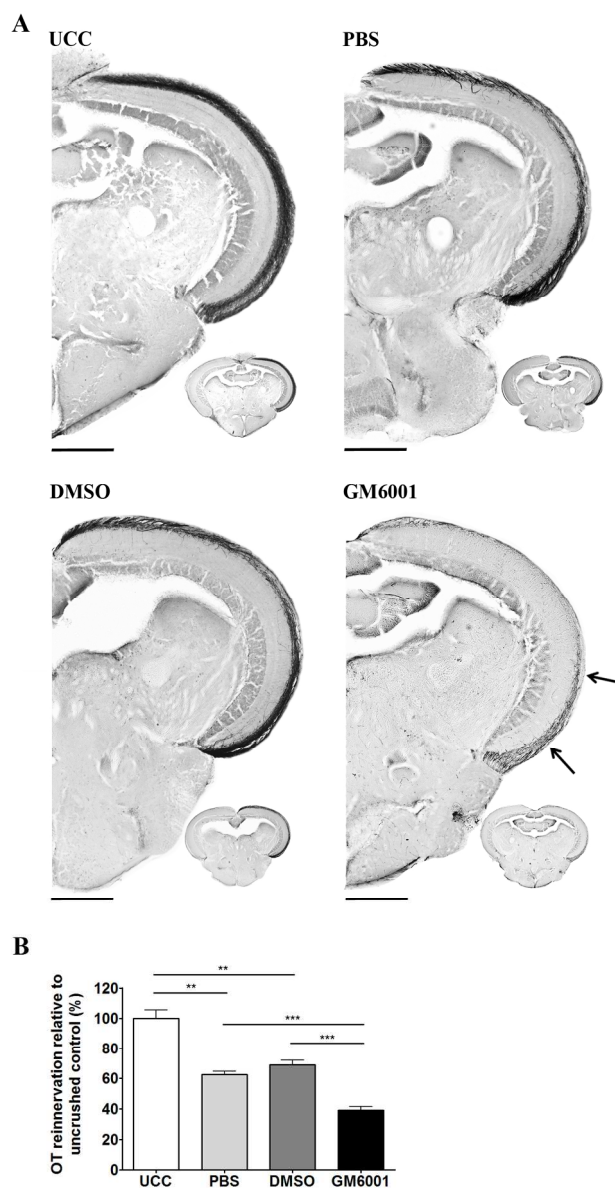 A
UCC
PBS
DMSO
GM6001
B
OT reinnervation relative to
uncrushed control (%)
120
100
80
60
40
20
0
**
**
***
***
UCC
PBS
DMSO
GM6001